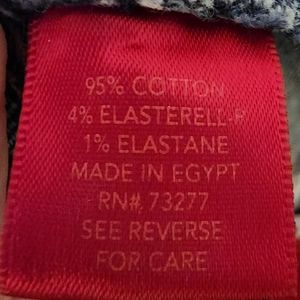 95% COTTON
4% ELASTERELL-P
1% ELASTANE
MADE IN EGYPT
RN# 73277
SEE REVERSE
FOR CARE